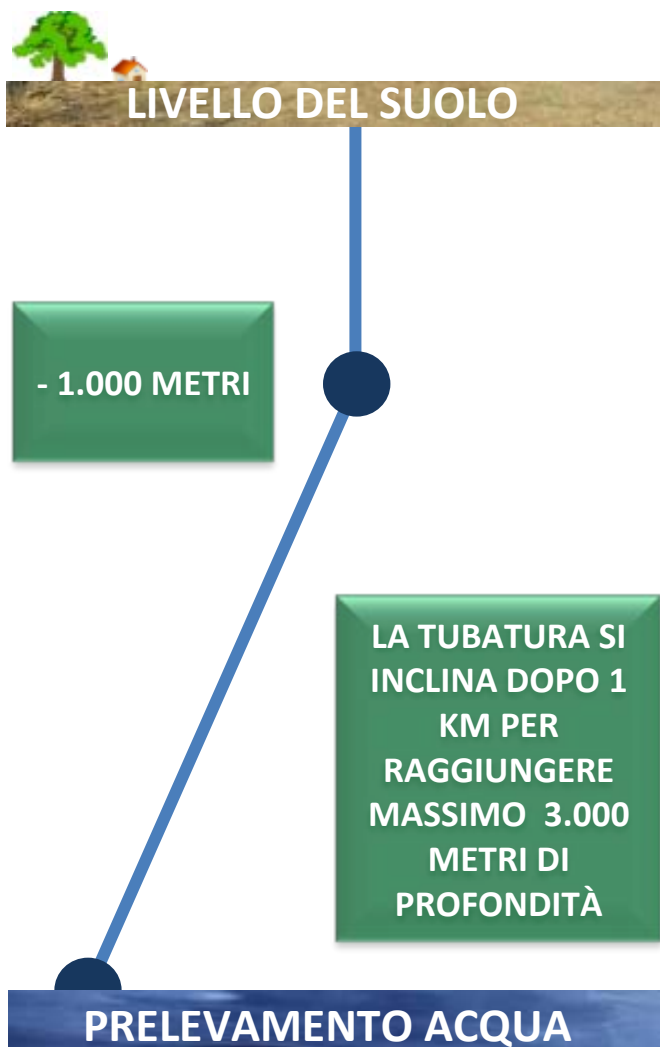 LIVELLO DEL SUOLO
- 1.000 METRI
LA TUBATURA SI
INCLINA DOPO 1
KM PER
RAGGIUNGERE
MASSIMO 3.000
METRI DI
PROFONDITÀ
PRELEVAMENTO ACQUA